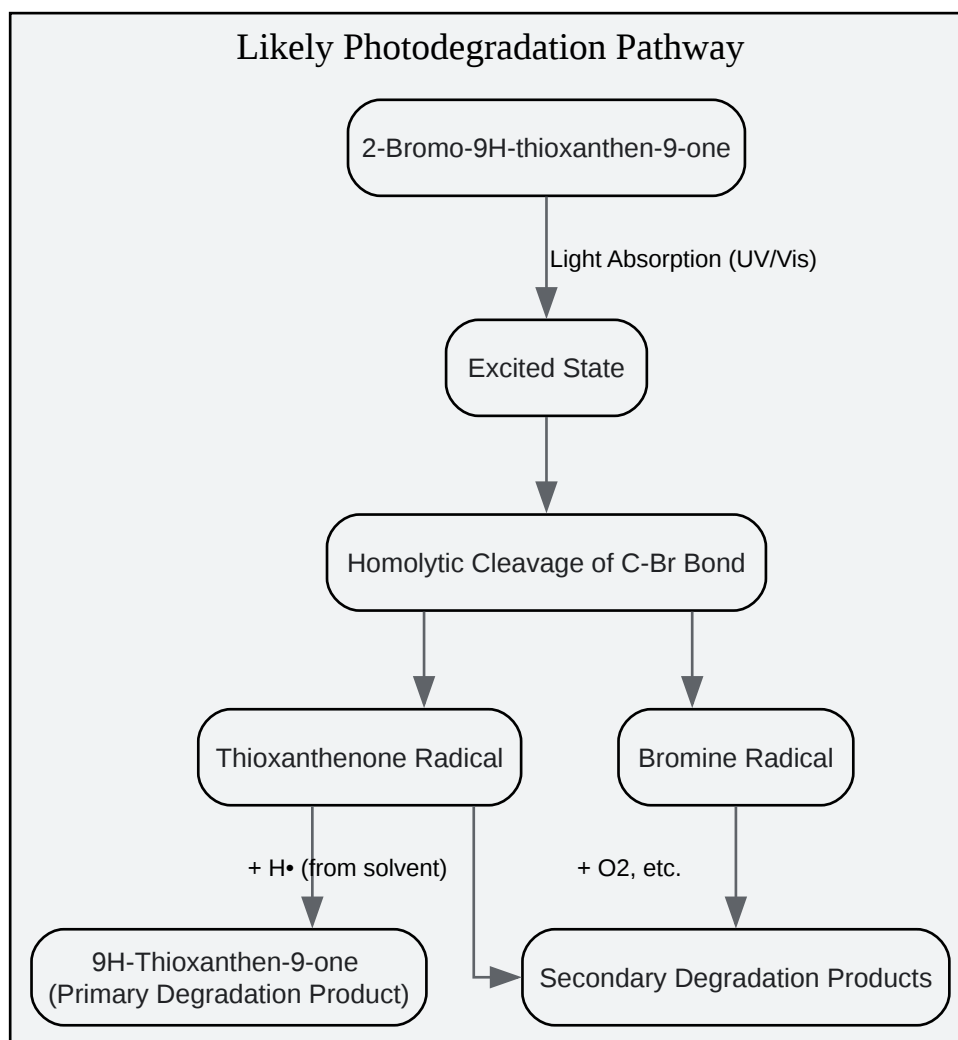 Likely Photodegradation Pathway
2-Bromo-9H-thioxanthen-9-one
Light Absorption (UV/Vis)
Excited State
Homolytic Cleavage of C-Br Bond
Thioxanthenone Radical
Bromine Radical
+ H• (from solvent)
+ O2, etc.
9H-Thioxanthen-9-one
(Primary Degradation Product)
Secondary Degradation Products